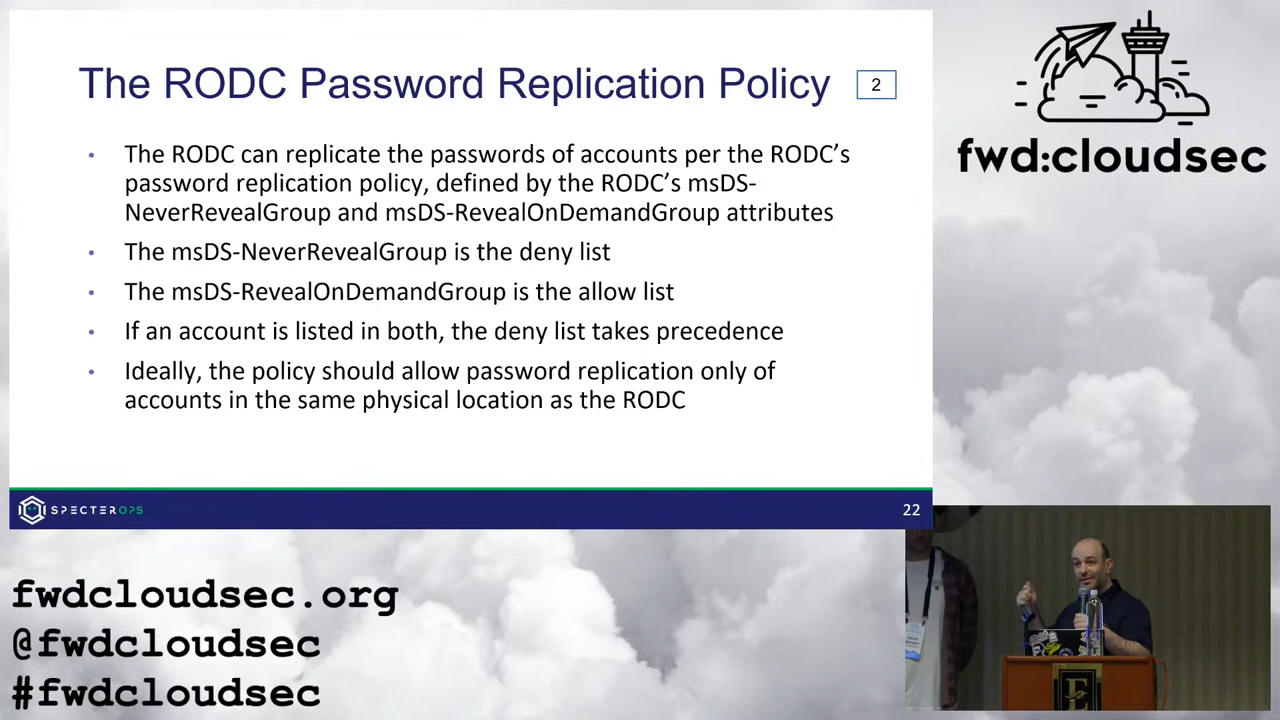 The RODC Password Replication Policy
2
• The RODC can replicate the passwords of accounts per the RODC's
password replication policy, defined by the RODC's msDS-
NeverRevealGroup and msDS-RevealOnDemandGroup attributes
• The msDS-NeverRevealGroup is the deny list
• The msDS-RevealOnDemandGroup is the allow list
• If an account is listed in both, the deny list takes precedence
• Ideally, the policy should allow password replication only of
accounts in the same physical location as the RODC
SPECTEROPS
22
fwd:cloudsec
fwdcloudsec.org
@fwdcloudsec
#fwdcloudsec